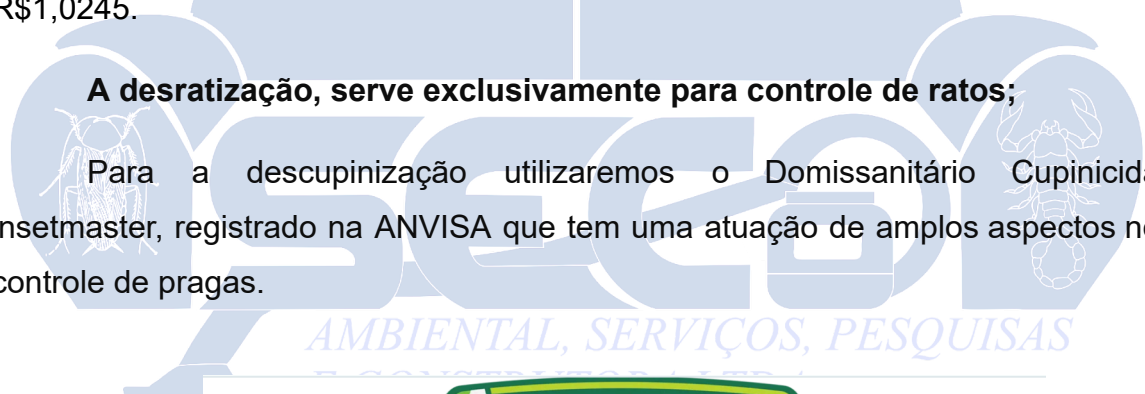 R$1,0245.
A desratização, serve exclusivamente para controle de ratos;
Para a descupinização utilizaremos o Domissanitário Cupinicida
nsetmaster, registrado na ANVISA que tem uma atuação de amplos aspectos no
controle de pragas.
SECO
AMBIENTAL, SERVIÇOS, PESQUISAS